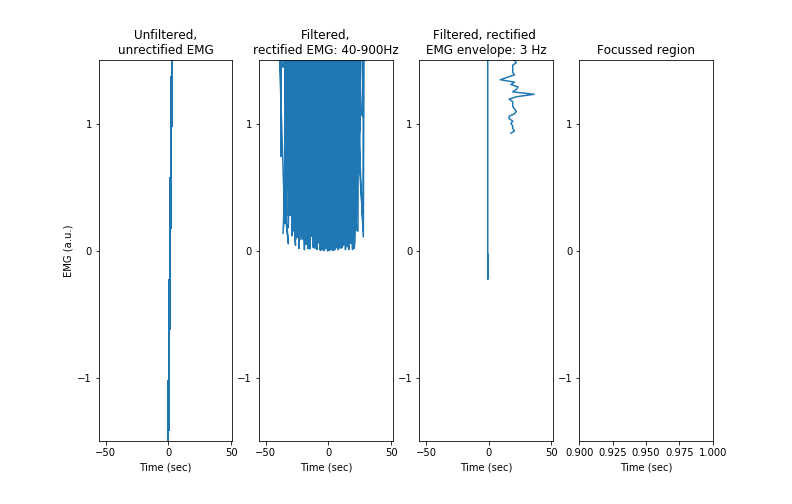 Unfiltered,
unrectified EMG
Filtered,
rectified EMG: 40-900Hz
Filtered, rectified
EMG envelope: 3 Hz
Focussed region
EMG (a.u.)
1
0
−1
−50
0
50
Time (sec)
1
0
−1
−50
0
50
Time (sec)
1
0
−1
−50
0
50
Time (sec)
1
0
−1
0.900
0.925
0.950
0.975
1.000
Time (sec)